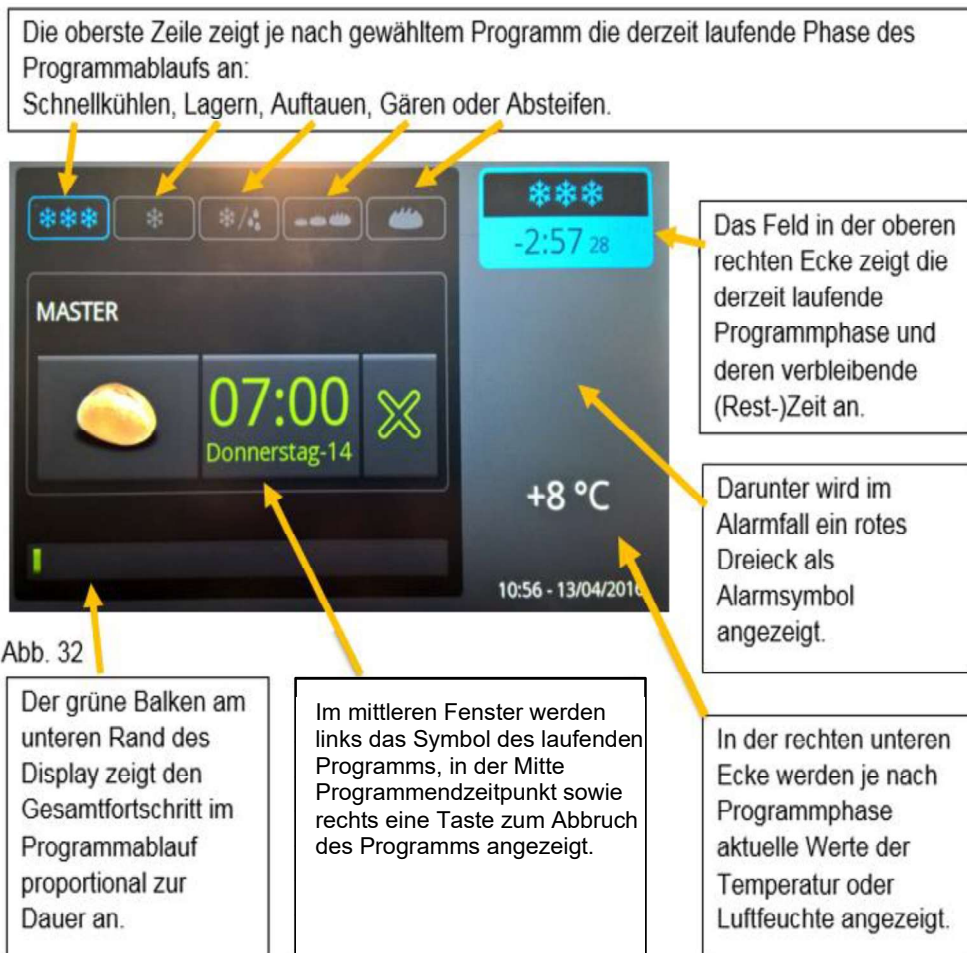 Die oberste Zeile zeigt je nach gewähltem Programm die derzeit laufende Phase des
Programmablaufs an:
Schnellkühlen, Lagern, Auftauen, Gären oder Absteifen.
-2:57 28
MASTER
07:00
Donnerstag-14
+8 °C
10:56 - 13/04/2016
Das Feld in der oberen
rechten Ecke zeigt die
derzeit laufende
Programmphase und
deren verbleibende
(Rest-)Zeit an.
Darunter wird im
Alarmfall ein rotes
Dreieck als
Alarmsymbol
angezeigt.
Abb. 32
Der grüne Balken am
unteren Rand des
Display zeigt den
Gesamtfortschritt im
Programmablauf
proportional zur
Dauer an.
Im mittleren Fenster werden
links das Symbol des laufenden
Programms, in der Mitte
Programmendzeitpunkt sowie
rechts eine Taste zum Abbruch
des Programms angezeigt.
In der rechten unteren
Ecke werden je nach
Programmphase
aktuelle Werte der
Temperatur oder
Luftfeuchte angezeigt.